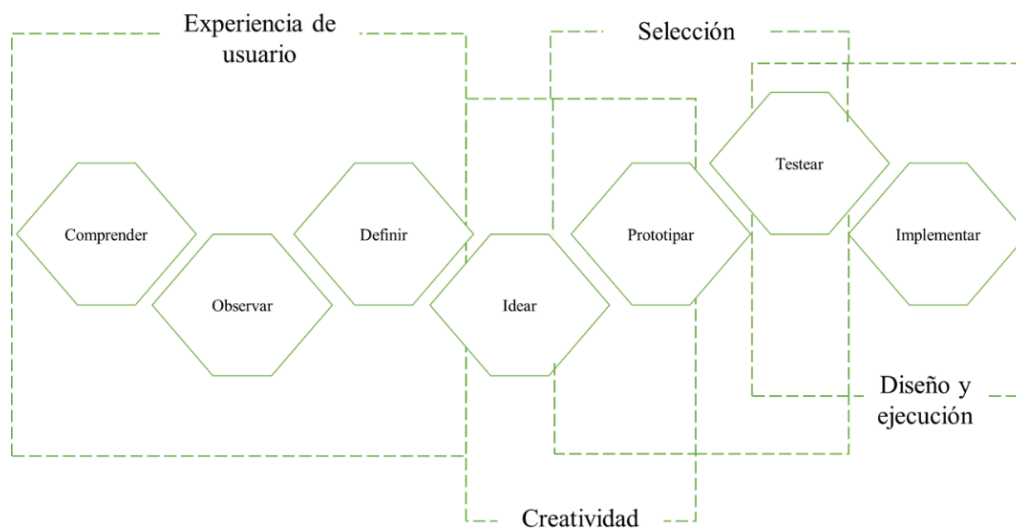 Experiencia de
usuario
Selección
Testear
Comprender
Definir
Prototipar
Implementar
Observar
Idear
Diseño y
ejecución
Creatividad